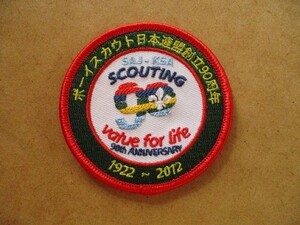 ボーイスカウト日本連盟創立90周年
SAJ - KSA
SCOUTING
90
value for life
90th ANNIVERSARY
1922 ~ 2012